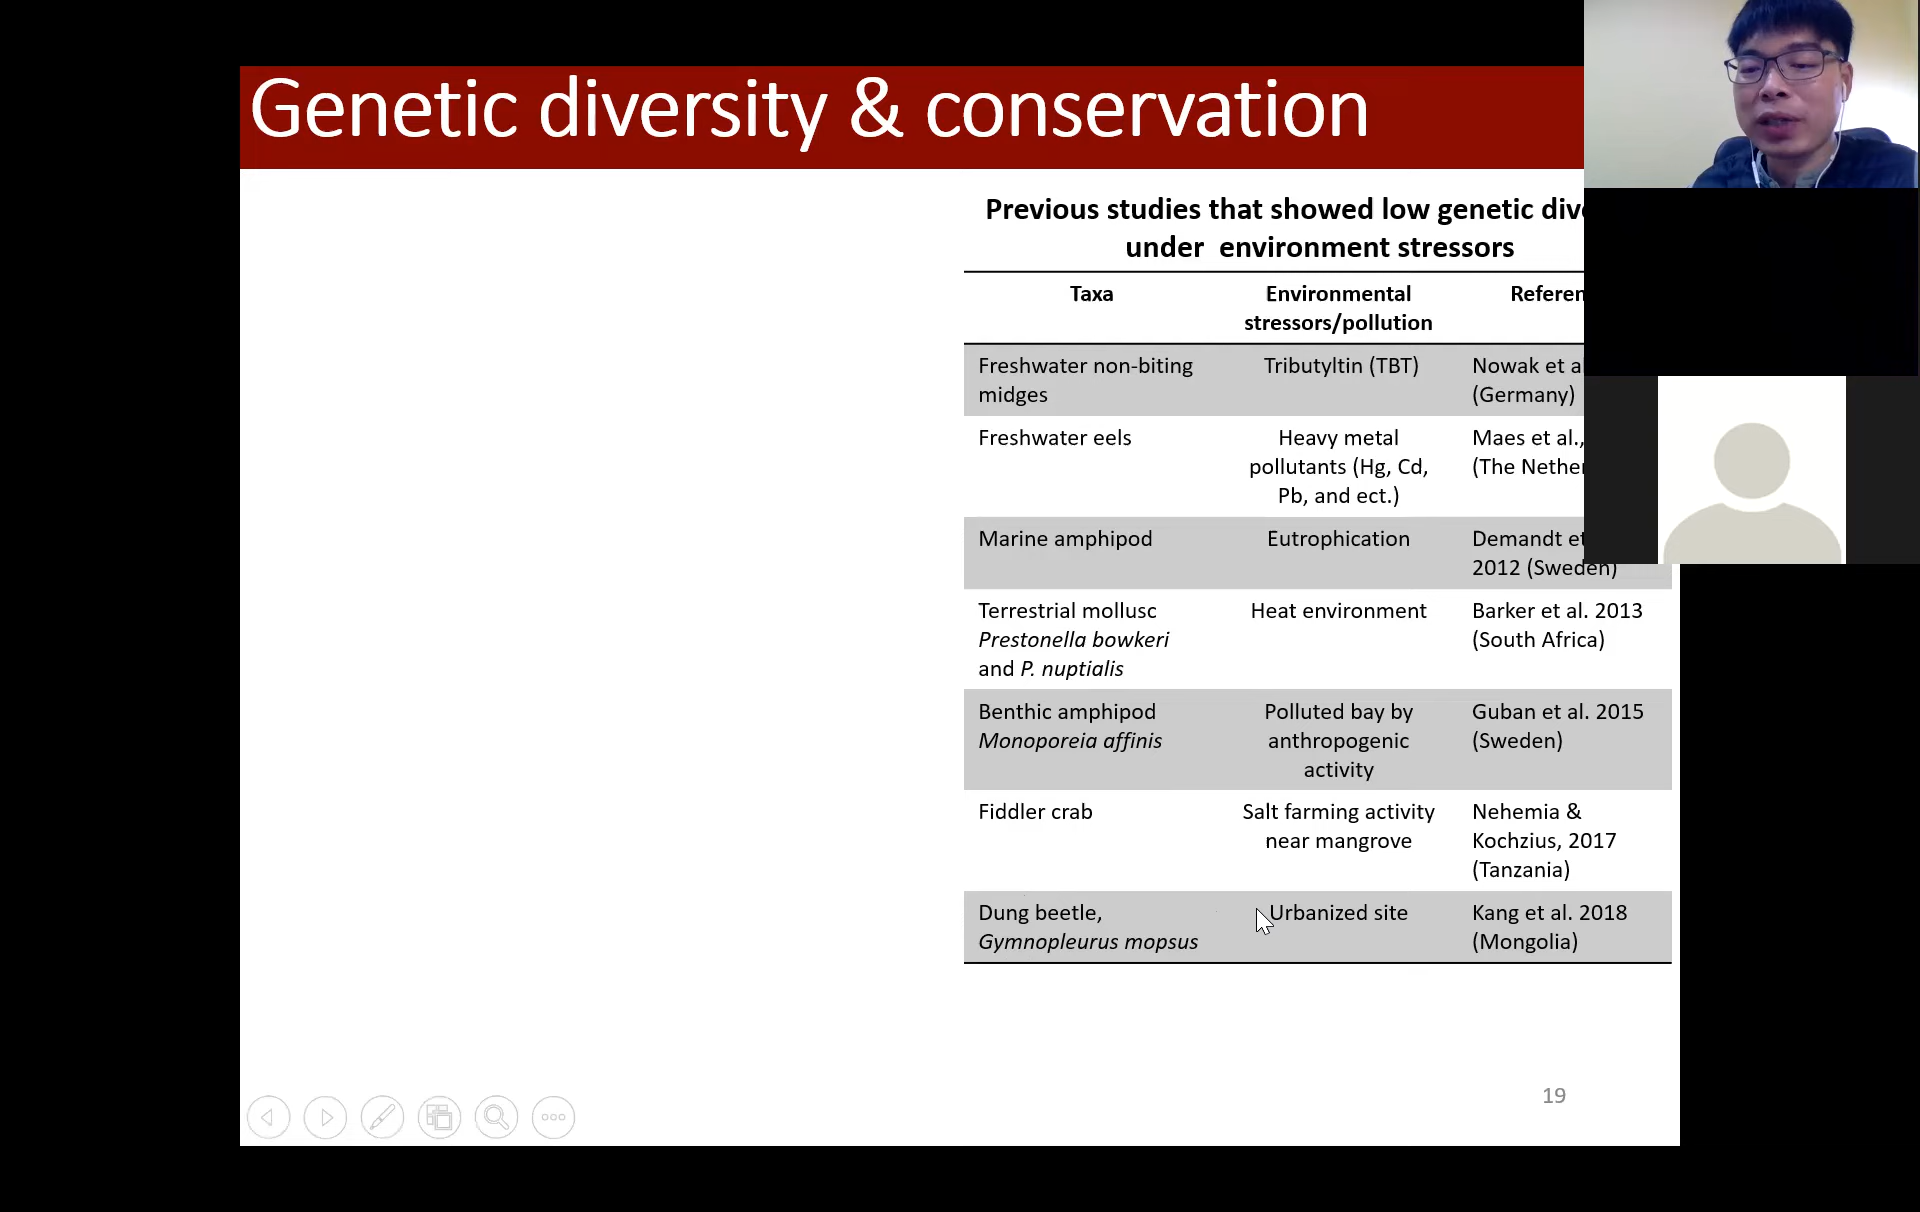 Genetic diversity & conservation
Previous studies that showed low genetic
under environment stressors
Taxa
Environmental
stressors/pollution
Freshwater non-biting
midges
Tributyltin (TBT)
Nowak et
(Germany)
Freshwater eels
Heavy metal
pollutants (Hg, Cd,
Pb, and ect.)
Maes et al.,
(The
Marine amphipod
Eutrophication
Demandt et
2012 (Sweden)
Terrestrial mollusc
Prestonella bowkeri
and P. nuptialis
Heat environment
Barker et al. 2013
(South Africa)
Benthic amphipod
Monoporeia affinis
Polluted bay by
anthropogenic
activity
Guban et al. 2015
(Sweden)
Fiddler crab
Salt farming activity
near mangrove
Nehemia &
Kochzius, 2017
(Tanzania)
Dung beetle,
Gymnopleurus mopsus
Urbanized site
Kang et al. 2018
(Mongolia)
19